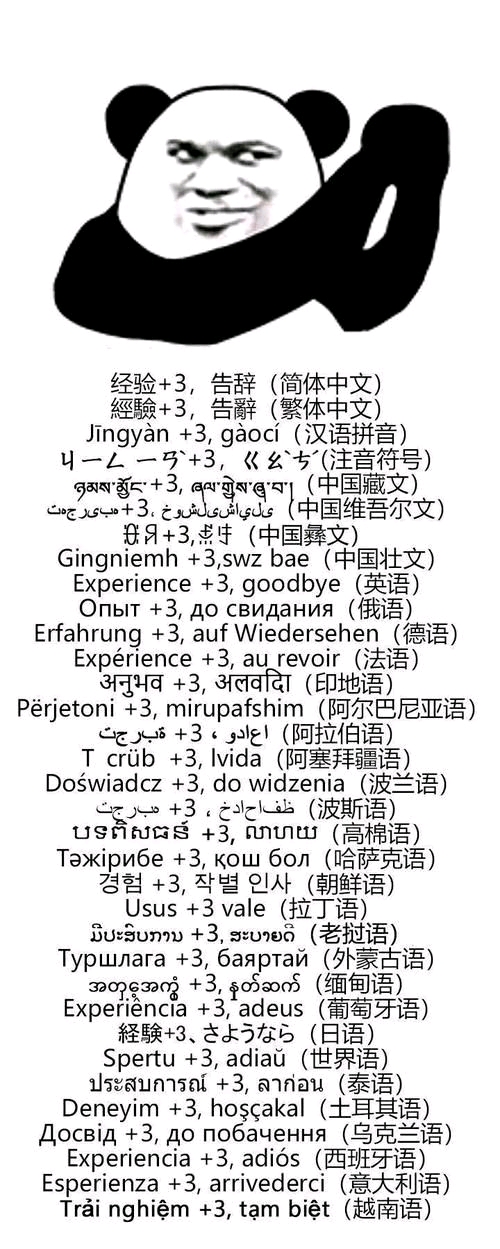 经验+3，告辞（简体中文）
經驗+3，告辭（繁体中文）
Jīngyàn +3, gàocí（汉语拼音）
ㄐㄧㄥ ㄧㄢˋ+3，ㄍㄠˋㄘˊ(注音符号）
ཉམས་མྱོང་+3, ཞལ་གྱེས་ཞུ་བ།（中国藏文）
+3،（中国维吾尔文）
+3,（中国彝文）
Gingniemh +3,swz bae（中国壮文）
Experience +3, goodbye（英语）
Опыт +3, до свидания（俄语）
Erfahrung +3, auf Wiedersehen（德语）
Expérience +3, au revoir（法语）
अनुभव +3, अलविदा（印地语）
Përjetoni +3, mirupafshim（阿尔巴尼亚语）
ةبرجت +3 ، اعادو（阿拉伯语）
T crüb +3, lvida（阿塞拜疆语）
Doświadcz +3, do widzenia（波兰语）
هبرجت +3 ، ظفاحادخ（波斯语）
បទពិសោធន៍ +3, លាហើយ（高棉语）
Тәжірибе +3, қош бол（哈萨克语）
경험 +3, 작별 인사（朝鲜语）
Usus +3 vale（拉丁语）
ມີປະສົບການ +3, ສະບາຍດີ（老挝语）
Туршлага +3, баяртай（外蒙古语）
အတွေ့အကြုံ +3, နှုတ်ဆက်（缅甸语）
Experiência +3, adeus（葡萄牙语）
経験+3、さようなら（日语）
Spertu +3, adiaŭ（世界语）
ประสบการณ์ +3, ลาก่อน（泰语）
Deneyim +3, hoşçakal（土耳其语）
Досвід +3, до побачення（乌克兰语）
Experiencia +3, adiós（西班牙语）
Esperienza +3, arrivederci（意大利语）
Trải nghiệm +3, tạm biệt（越南语）